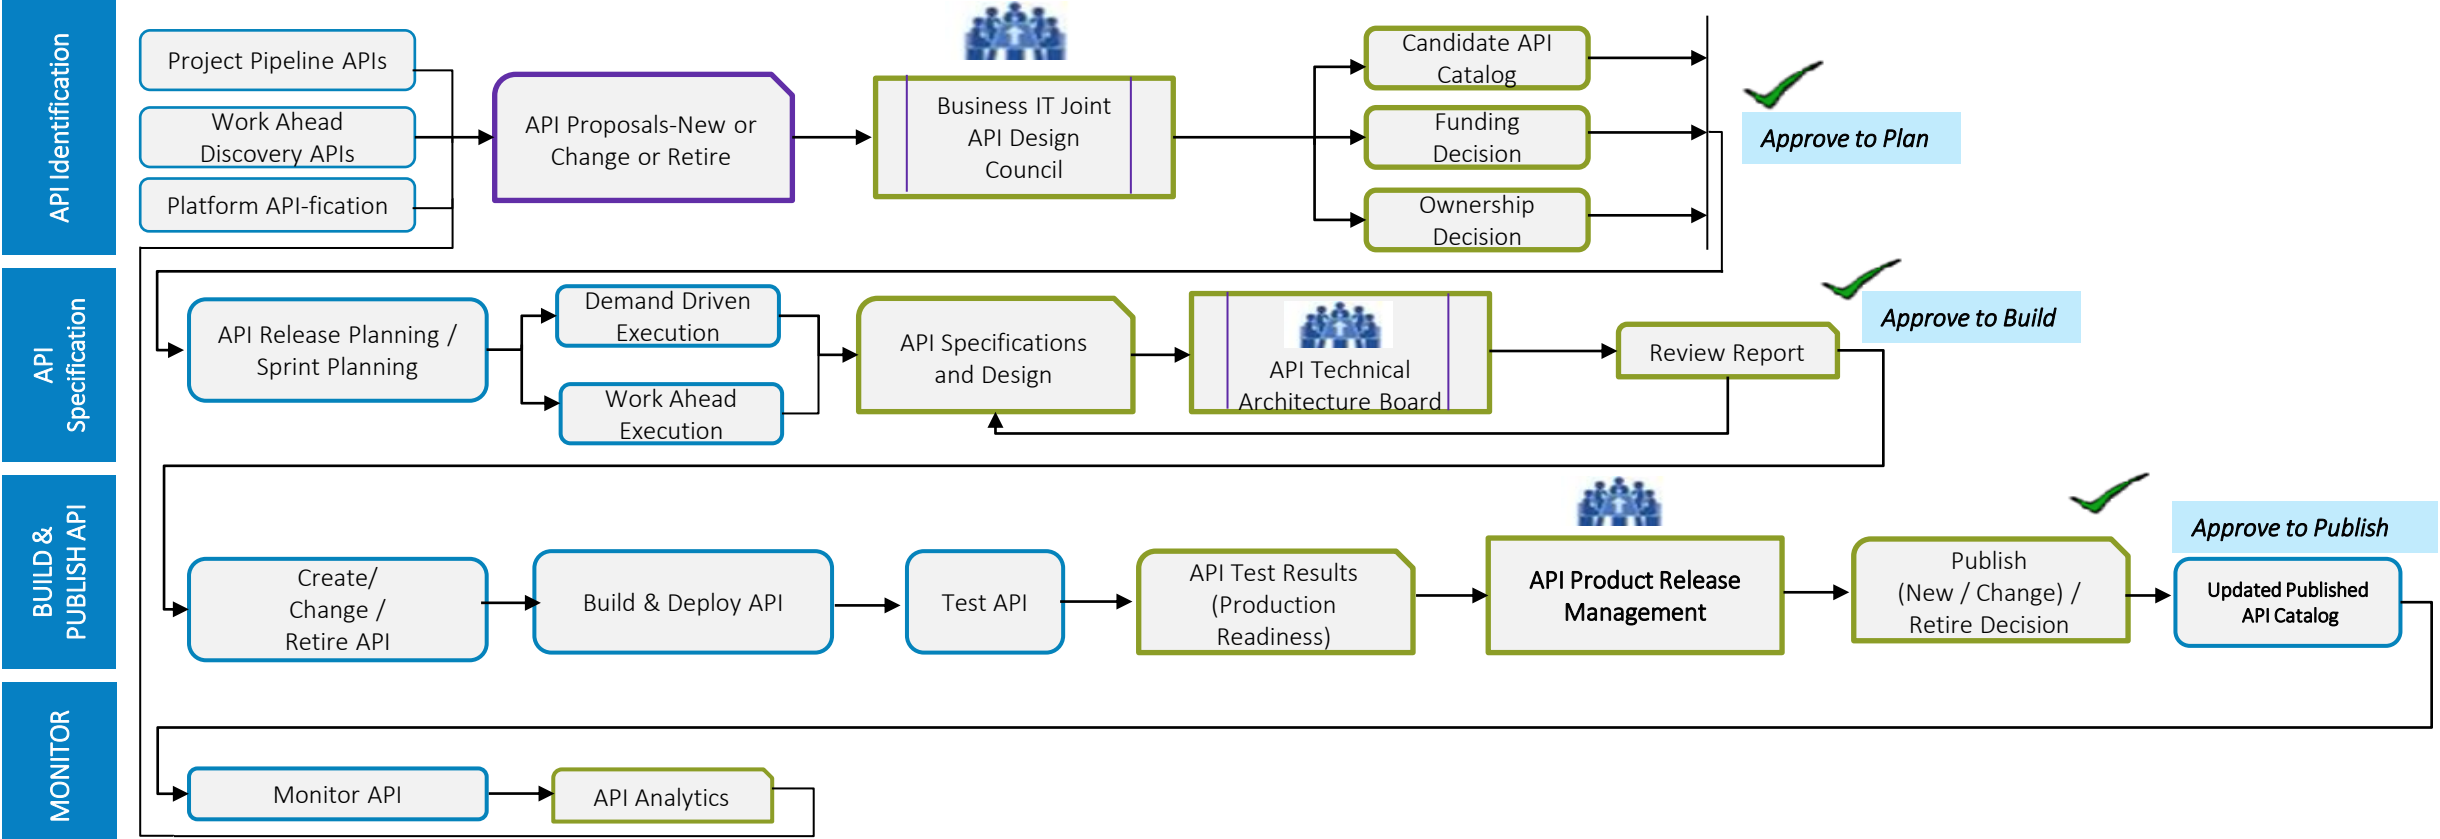 API Identification
Project Pipeline APIs
Work Ahead
Discovery APIs
Platform API-fication
API Proposals-New or
Change or Retire
Business IT Joint
API Design
Council
Candidate API
Catalog
Funding
Decision
Ownership
Decision
Approve to Plan
API
Specification
API Release Planning /
Sprint Planning
Demand Driven
Execution
Work Ahead
Execution
API Specifications
and Design
API Technical
Architecture Board
Review Report
Approve to Build
BUILD &
PUBLISH API
Create/
Change /
Retire API
Build & Deploy API
Test API
API Test Results
(Production
Readiness)
API Product Release
Management
Publish
(New / Change) /
Retire Decision
Approve to Publish
Updated Published
API Catalog
MONITOR
Monitor API
API Analytics